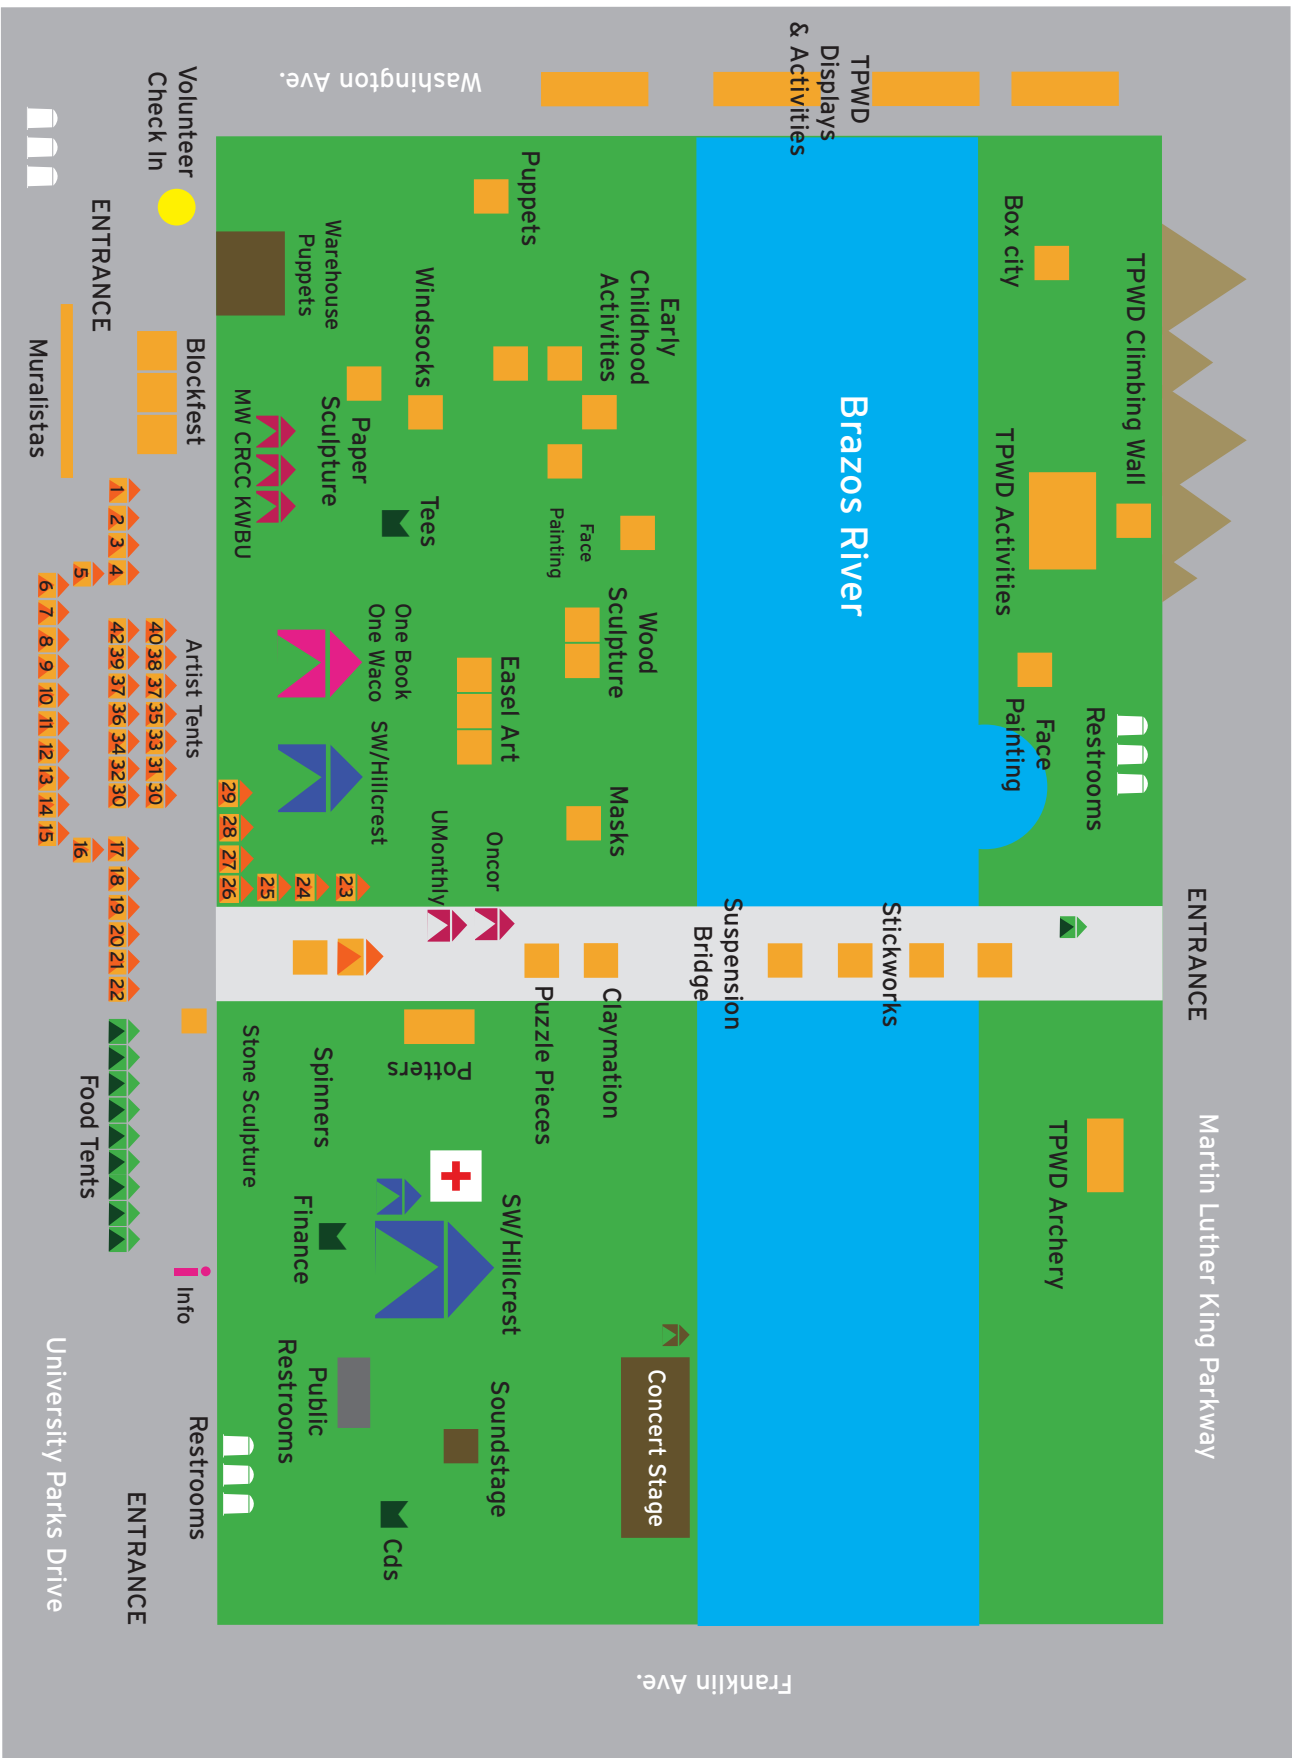 Martin Luther King Parkway
ENTRANCE
TPWD Climbing Wall
Restrooms
TPWD Archery
Box city
TPWD Activities
Face
Painting
TPWD
Displays
& Activities
Brazos River
Stickworks
Suspension
Bridge
Early
Childhood
Activities
Wood
Sculpture
Masks
Claymation
Concert Stage
Face
Painting
Puppets
Easel Art
Oncor
Puzzle Pieces
SW/Hillcrest
Soundstage
Windsocks
Tees
UMonthly
Potters
One Book
One Waco
SW/Hillcrest
Cds
Warehouse
Puppets
Paper
Sculpture
23
24
25
26
27
28
29
Spinners
Finance
Public
Restrooms
MW CRCC KWBU
Stone Sculpture
Washington Ave.
Franklin Ave.
Volunteer
Check In
Blockfest
Artist Tents
Info
Restrooms
40 38 37 35 33 31 30
42 39 37 36 34 32 30
ENTRANCE
1 2 3 4
17 18 19 20 21 22
5
16
Food Tents
ENTRANCE
Muralistas
6 7 8 9 10 11 12 13 14 15
University Parks Drive